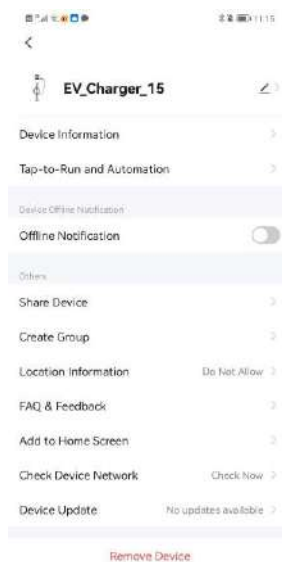 11:15
EV_Charger_15
Device Information
Tap-to-Run and Automation
Device Offline Notification
Offline Notification
Others
Share Device
Create Group
Location Information Do Not Allow
FAQ & Feedback
Add to Home Screen
Check Device Network Check Now
Device Update No updates available
Remove Device